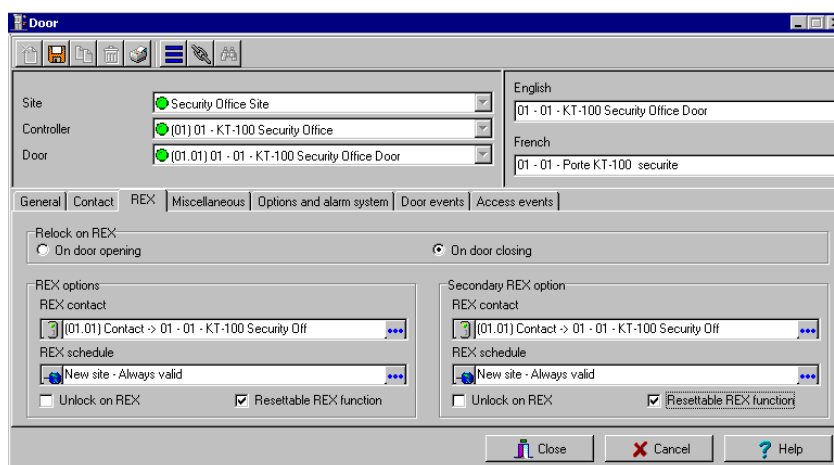 Door
English
Site
Security Office Site
01 - 01 - KT-100 Security Office Door
Controller
(01) 01 - KT-100 Security Office
French
Door
(01.01) 01 - 01 - KT-100 Security Office Door
01 - 01 - Porte KT-100 securite
General Contact REX Miscellaneous Options and alarm system Door events Access events
Relock on REX
On door opening
On door closing
REX options
REX contact
(01.01) Contact -> 01 - 01 - KT-100 Security Off
REX schedule
New site - Always valid
Unlock on REX
Resettable REX function
Secondary REX option
REX contact
(01.01) Contact -> 01 - 01 - KT-100 Security Off
REX schedule
New site - Always valid
Unlock on REX
Resettable REX function
Close
Cancel
Help